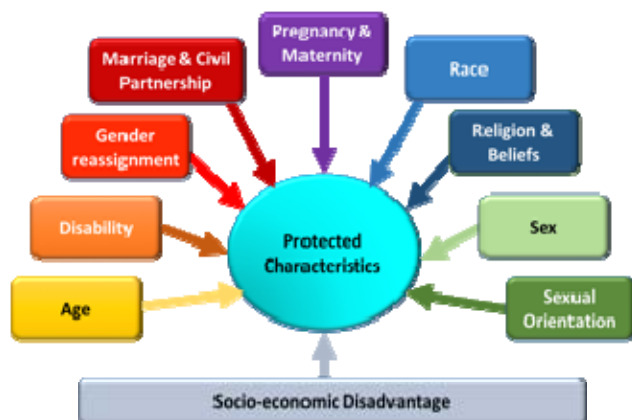 Pregnancy &
Maternity
Marriage & Civil
Partnership
Race
Gender
reassignment
Religion &
Beliefs
Disability
Protected
Characteristics
Sex
Age
Sexual
Orientation
Socio-economic Disadvantage